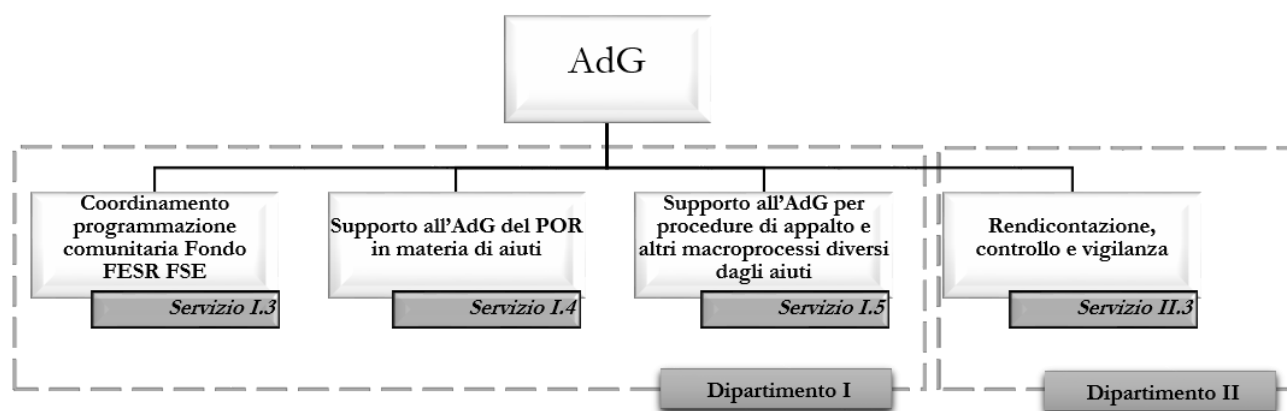 AdG
Coordinamento
programmazione
comunitaria Fondo
FESR FSE
Servizio I.3
Supporto all'AdG del POR
in materia di aiuti
Servizio I.4
Supporto all'AdG per
procedure di appalto e
altri macroprocessi diversi
dagli aiuti
Servizio I.5
Rendicontazione,
controllo e vigilanza
Servizio II.3
Dipartimento I
Dipartimento II